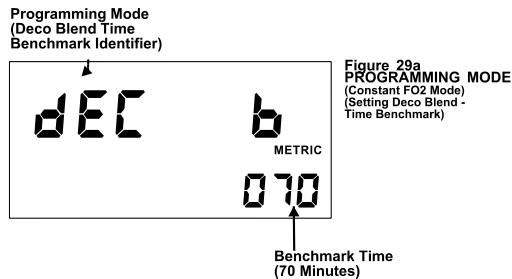 Programming Mode
(Deco Blend Time
Benchmark Identifier)
Figure 29a
PROGRAMMING MODE
(Constant FO2 Mode)
(Setting Deco Blend -
Time Benchmark)
dEC b
METRIC
070
Benchmark Time
(70 Minutes)